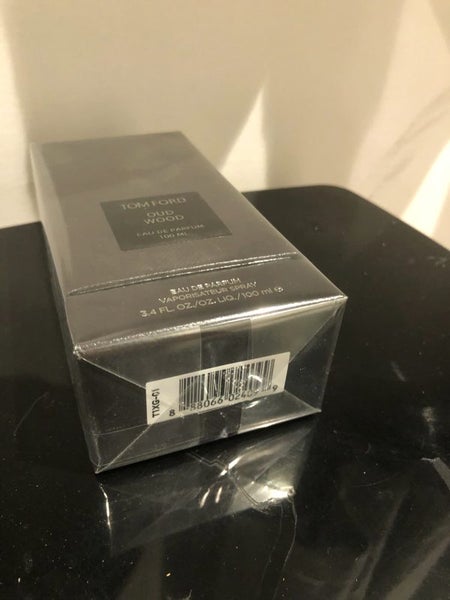 TOM FORD
OUD
WOOD
EAU DE PARFUM
100 ML
EAU DE PARFUM
VAPORISATEUR SPRAY
3.4 FL. OZ./OZ. LIQ./100 ml ℮
T1XG-01